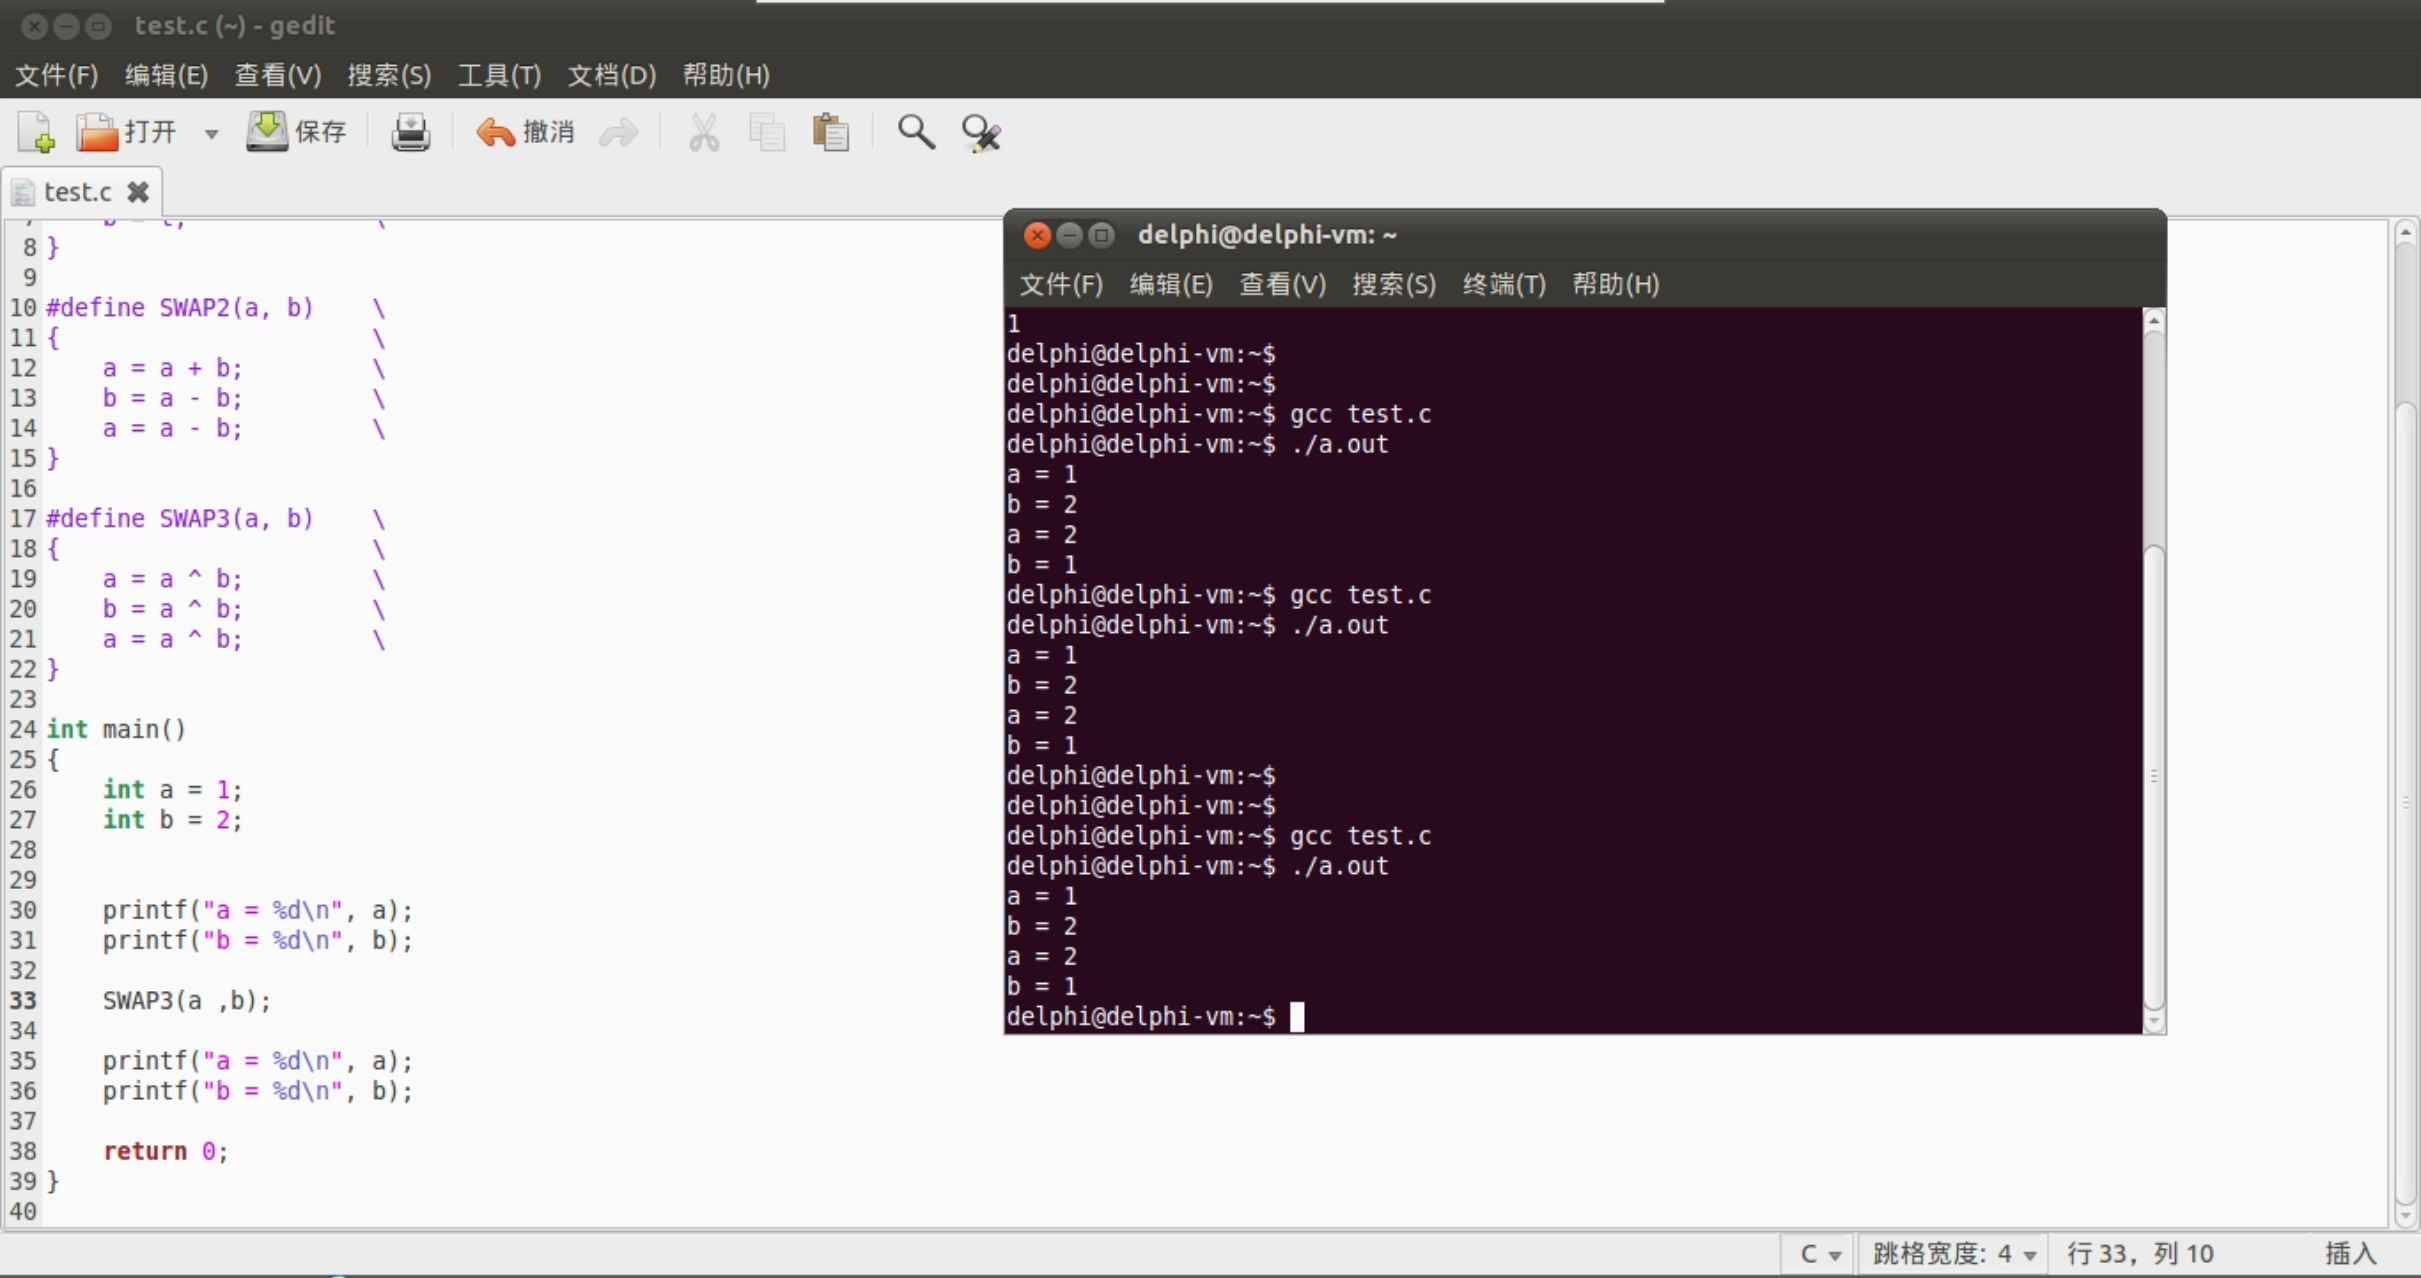 test.c (~) - gedit
文件(F) 编辑(E) 查看(V) 搜索(S) 工具(T) 文档(D) 帮助(H)
打开 保存 撤消
test.c
8 }
9
10 #define SWAP2(a, b)    \
11 {                      \
12     a = a + b;         \
13     b = a - b;         \
14     a = a - b;         \
15 }
16
17 #define SWAP3(a, b)    \
18 {                      \
19     a = a ^ b;         \
20     b = a ^ b;         \
21     a = a ^ b;         \
22 }
23
24 int main()
25 {
26     int a = 1;
27     int b = 2;
28
29
30     printf("a = %d\n", a);
31     printf("b = %d\n", b);
32
33     SWAP3(a ,b);
34
35     printf("a = %d\n", a);
36     printf("b = %d\n", b);
37
38     return 0;
39 }
40
delphi@delphi-vm: ~
文件(F) 编辑(E) 查看(V) 搜索(S) 终端(T) 帮助(H)
1
delphi@delphi-vm:~$
delphi@delphi-vm:~$
delphi@delphi-vm:~$ gcc test.c
delphi@delphi-vm:~$ ./a.out
a = 1
b = 2
a = 2
b = 1
delphi@delphi-vm:~$ gcc test.c
delphi@delphi-vm:~$ ./a.out
a = 1
b = 2
a = 2
b = 1
delphi@delphi-vm:~$
delphi@delphi-vm:~$
delphi@delphi-vm:~$ gcc test.c
delphi@delphi-vm:~$ ./a.out
a = 1
b = 2
a = 2
b = 1
delphi@delphi-vm:~$
C 跳格宽度: 4 行 33，列 10 插入